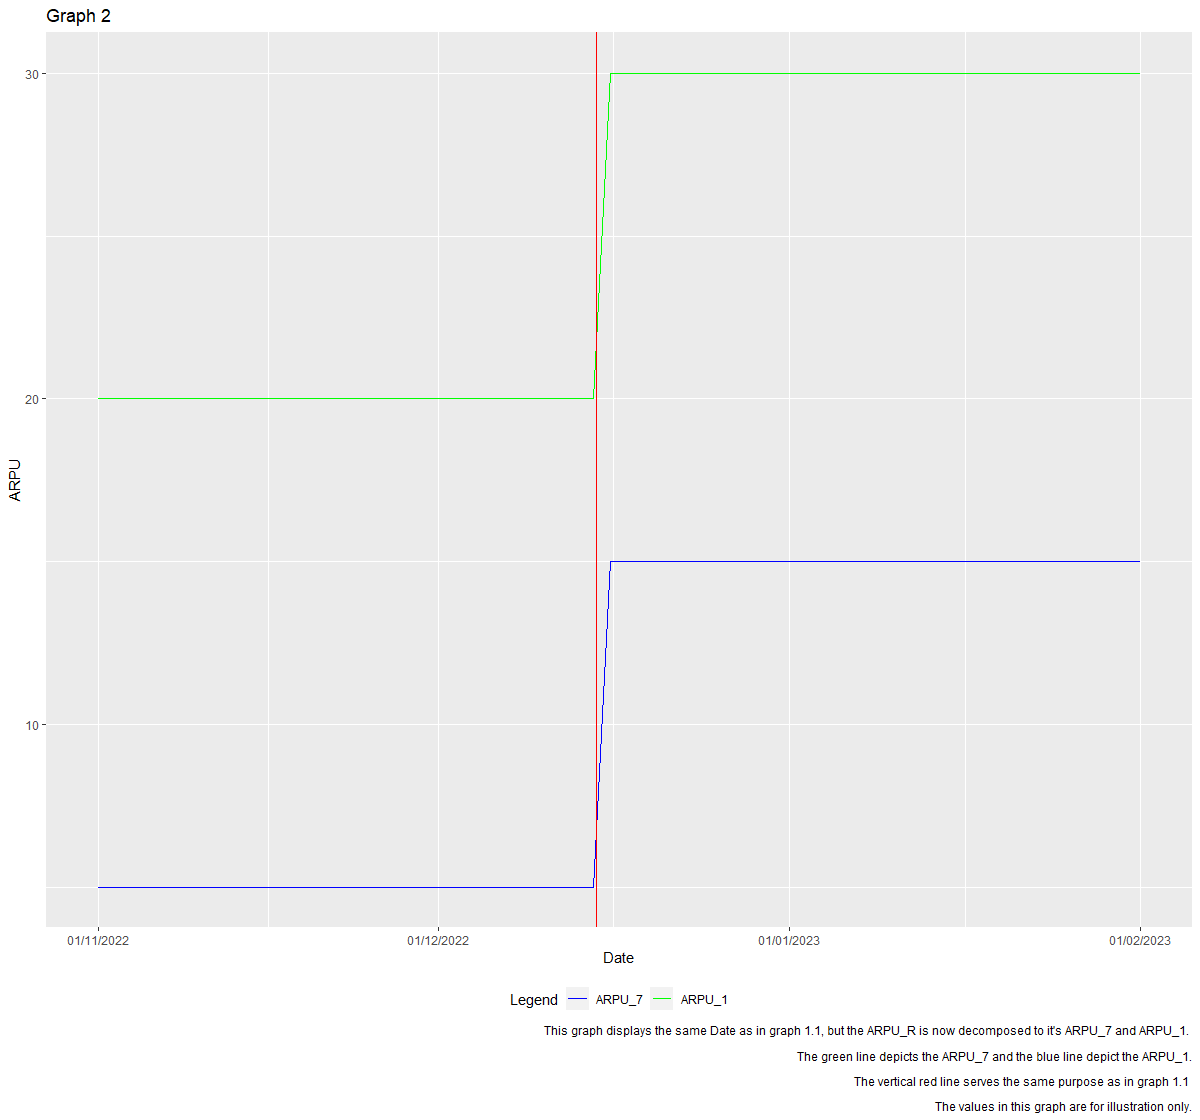 Graph 2
30
20
10
ARPU
01/11/2022 01/12/2022 01/01/2023 01/02/2023
Date
Legend ARPU_7 ARPU_1
This graph displays the same Date as in graph 1.1, but the ARPU_R is now decomposed to it's ARPU_7 and ARPU_1.
The green line depicts the ARPU_7 and the blue line depict the ARPU_1.
The vertical red line serves the same purpose as in graph 1.1
The values in this graph are for illustration only.